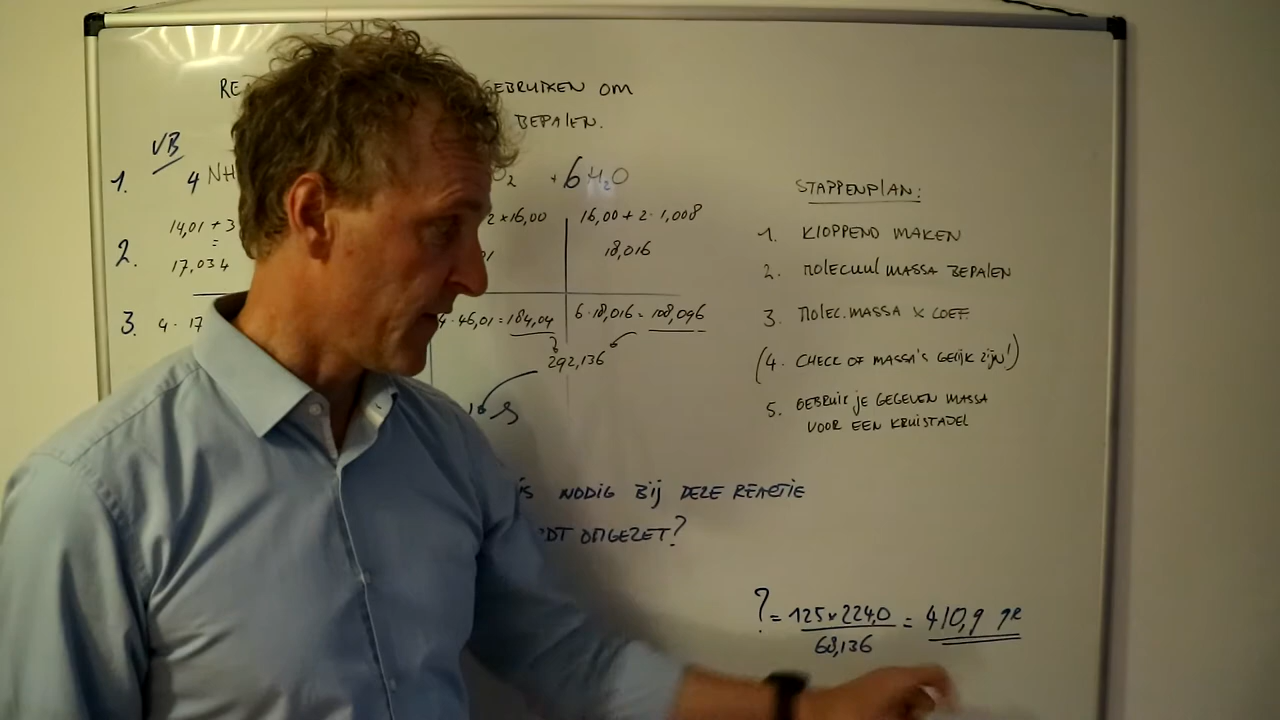 RE EBRUIKEN OM
BEPALEN.
VB
1. 4 NH O₂ + 6 H₂O
14,01 + 3 2×16,00 16,00 + 2·1,008
=
2. 17,034 01 18,016
3. 4 · 17 4·46,01 = 184,04 6·18,016 = 108,096
292,136
STAPPENPLAN:
1. KLOPPEND MAKEN
2. MOLECUUL MASSA BEPALEN
3. MOLEC.MASSA X COEF.
(4. CHECK OF MASSA'S GELIJK ZIJN!)
5. GEBRUIK JE GEGEVEN MASSA
VOOR EEN KRUISTABEL
IS NODIG BIJ DEZE REACTIE
DT OMGEZET?
? = 125 × 224,0 = 410,9 gr
68,136